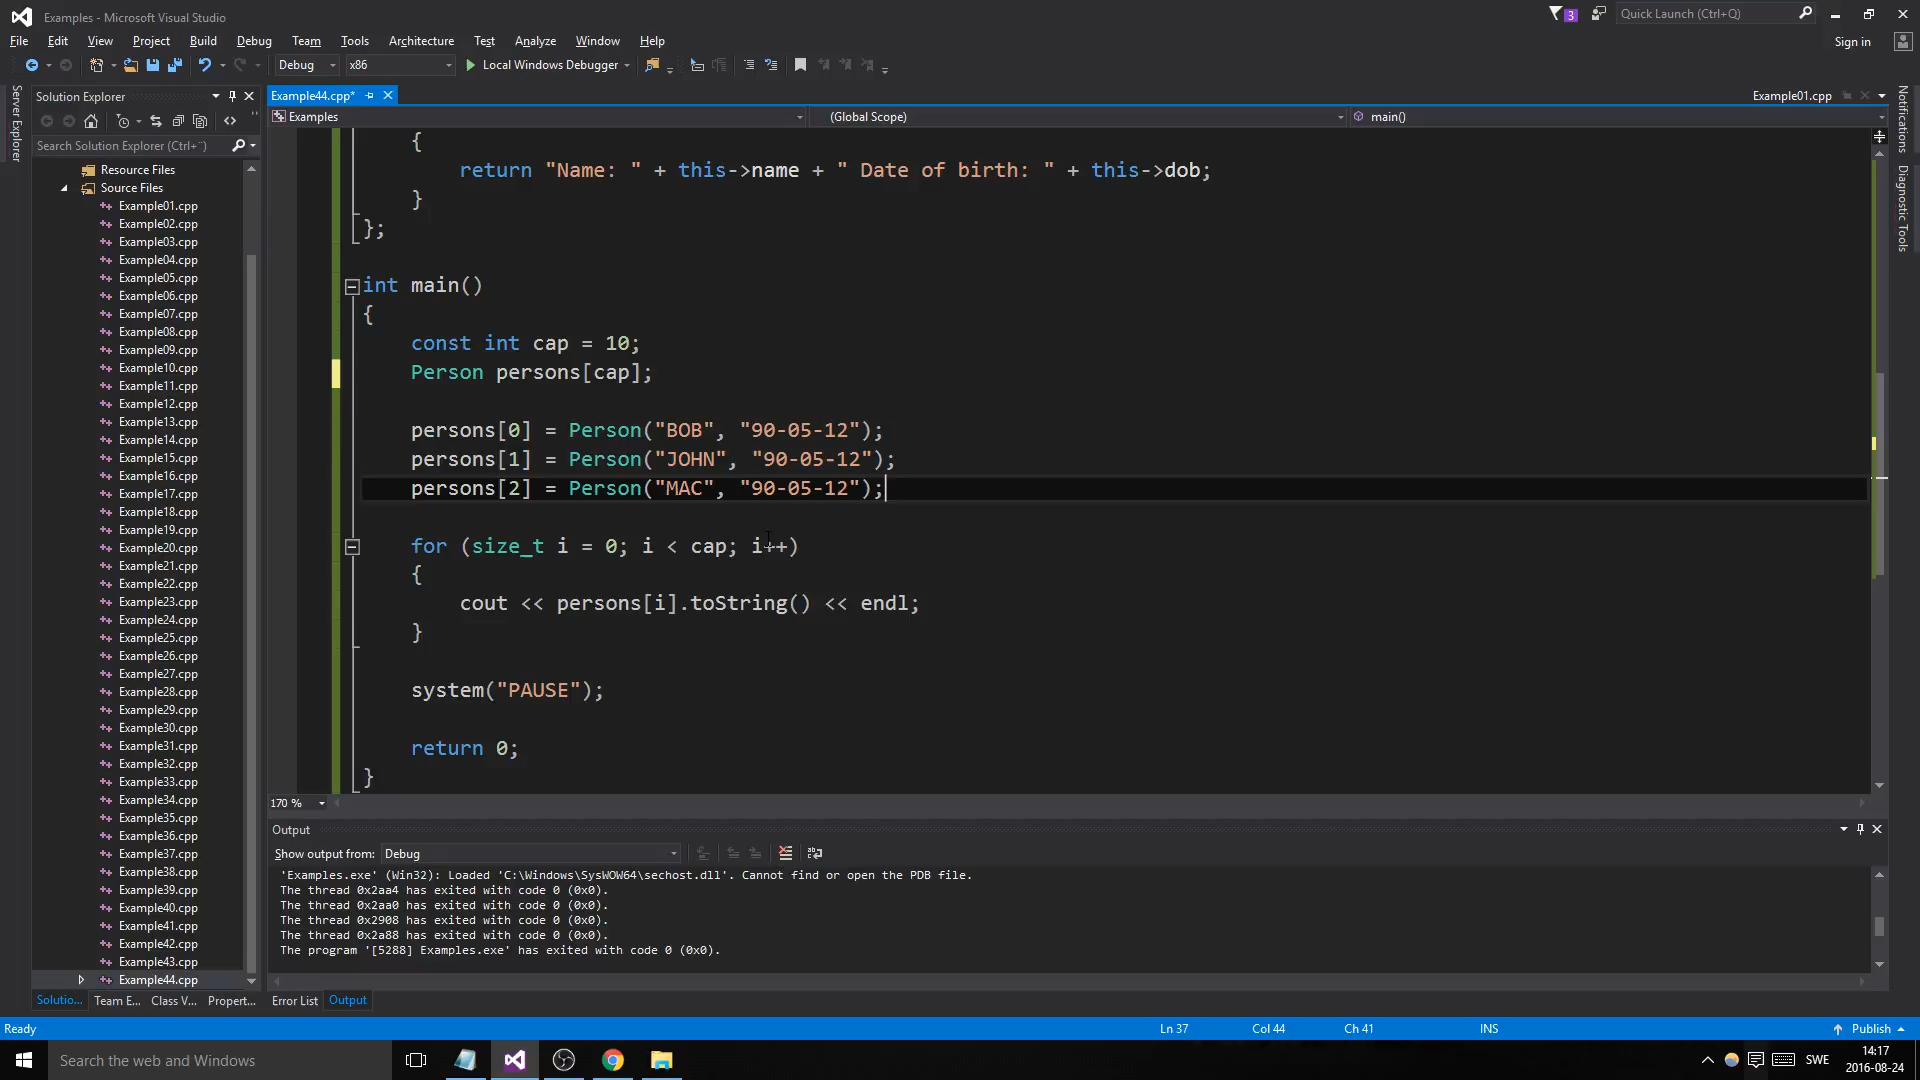 Examples - Microsoft Visual Studio
3
Quick Launch (Ctrl+Q)
File Edit View Project Build Debug Team Tools Architecture Test Analyze Window Help
Sign in
Debug x86 Local Windows Debugger
Server Explorer
Solution Explorer
Search Solution Explorer (Ctrl+¨)
Resource Files
Source Files
Example01.cpp
Example02.cpp
Example03.cpp
Example04.cpp
Example05.cpp
Example06.cpp
Example07.cpp
Example08.cpp
Example09.cpp
Example10.cpp
Example11.cpp
Example12.cpp
Example13.cpp
Example14.cpp
Example15.cpp
Example16.cpp
Example17.cpp
Example18.cpp
Example19.cpp
Example20.cpp
Example21.cpp
Example22.cpp
Example23.cpp
Example24.cpp
Example25.cpp
Example26.cpp
Example27.cpp
Example28.cpp
Example29.cpp
Example30.cpp
Example31.cpp
Example32.cpp
Example33.cpp
Example34.cpp
Example35.cpp
Example36.cpp
Example37.cpp
Example38.cpp
Example39.cpp
Example40.cpp
Example41.cpp
Example42.cpp
Example43.cpp
Example44.cpp
Solutio... Team E... Class V... Propert...
Example44.cpp*
Example01.cpp
Examples
(Global Scope)
main()
{
return "Name: " + this->name + " Date of birth: " + this->dob;
}
};
int main()
{
const int cap = 10;
Person persons[cap];
persons[0] = Person("BOB", "90-05-12");
persons[1] = Person("JOHN", "90-05-12");
persons[2] = Person("MAC", "90-05-12");
for (size_t i = 0; i < cap; i++)
{
cout << persons[i].toString() << endl;
}
system("PAUSE");
return 0;
}
170 %
Output
Show output from: Debug
'Examples.exe' (Win32): Loaded 'C:\Windows\SysWOW64\sechost.dll'. Cannot find or open the PDB file.
The thread 0x2aa4 has exited with code 0 (0x0).
The thread 0x2aa0 has exited with code 0 (0x0).
The thread 0x2908 has exited with code 0 (0x0).
The thread 0x2a88 has exited with code 0 (0x0).
The program '[5288] Examples.exe' has exited with code 0 (0x0).
Error List Output
Notifications
Diagnostic Tools
Ready
Ln 37 Col 44 Ch 41 INS
Publish
Search the web and Windows
SWE
14:17
2016-08-24